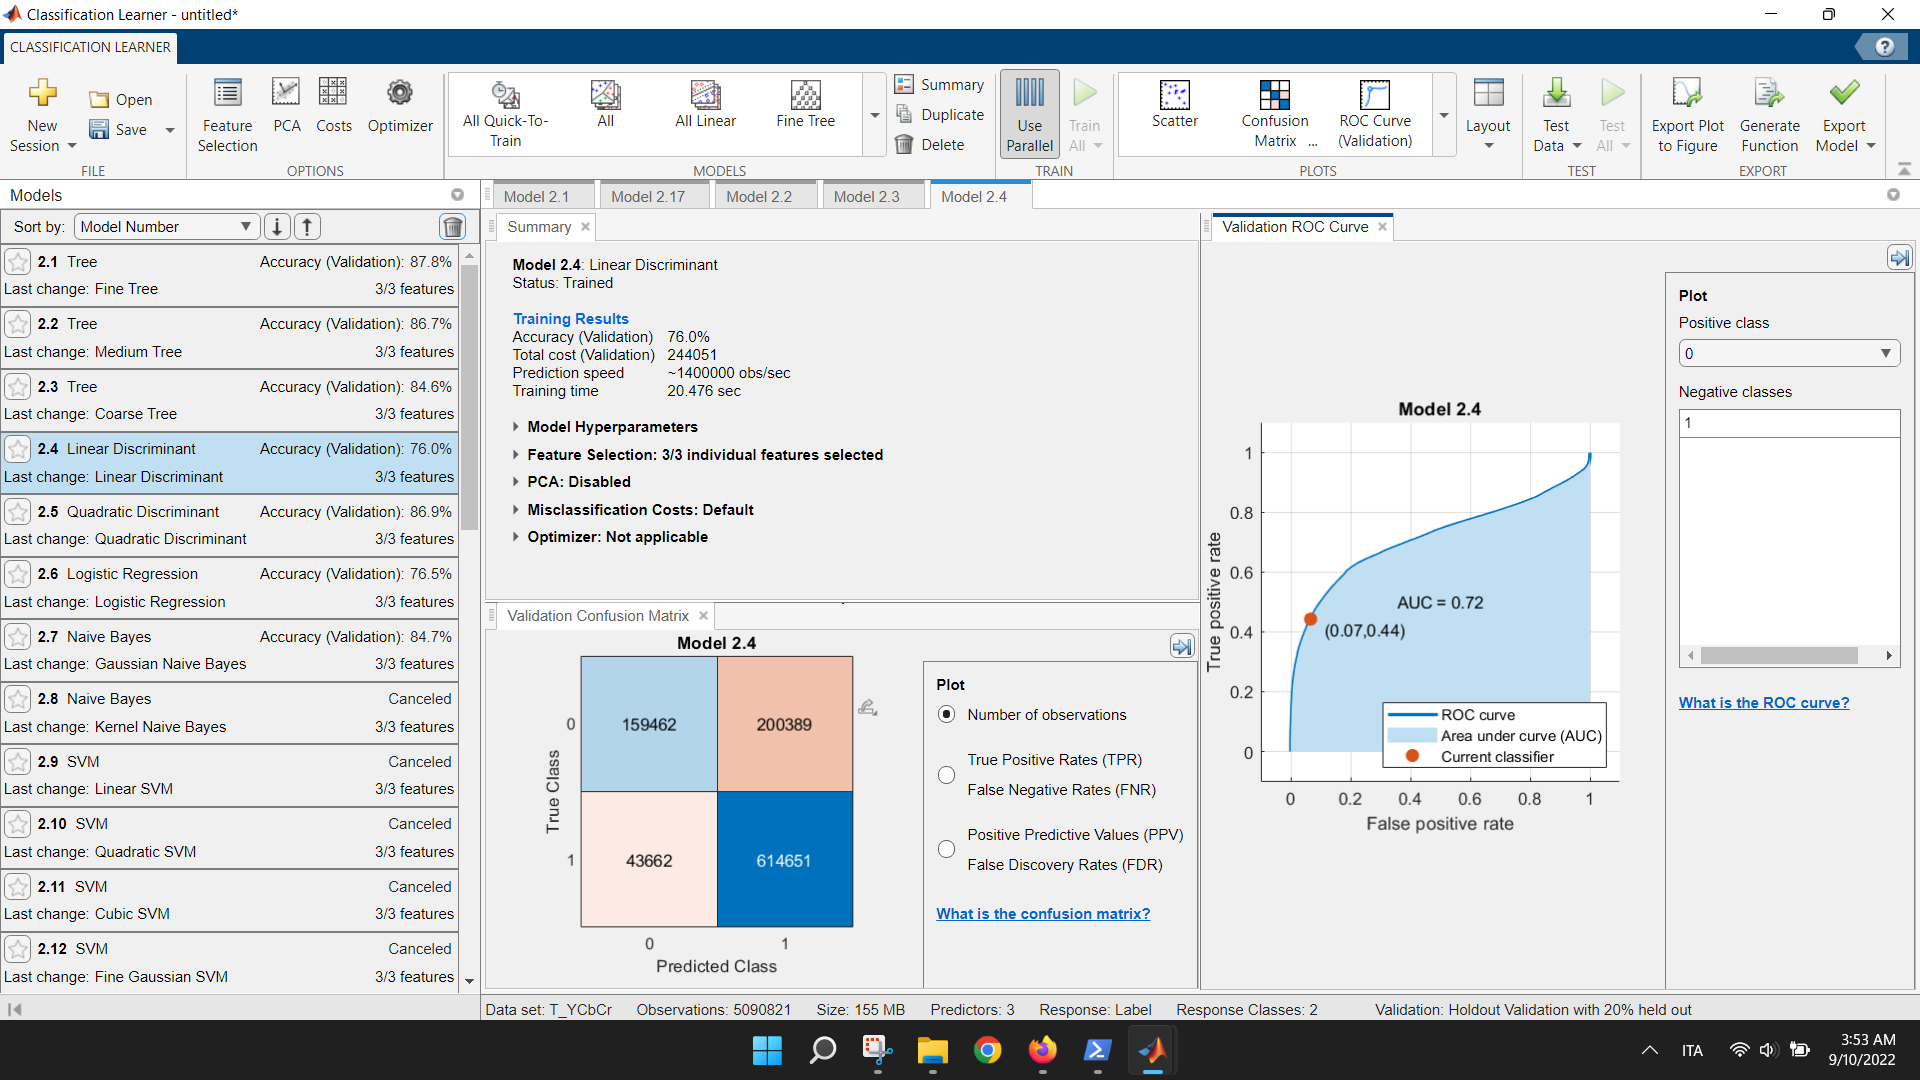 Classification Learner - untitled*
CLASSIFICATION LEARNER
New Session
Open
Save
FILE
Feature Selection
PCA
Costs
Optimizer
OPTIONS
All Quick-To-Train
All
All Linear
Fine Tree
MODELS
Summary
Duplicate
Delete
Use Parallel
Train All
TRAIN
Scatter
Confusion Matrix ...
ROC Curve (Validation)
PLOTS
Layout
Test Data
Test All
TEST
Export Plot to Figure
Generate Function
Export Model
EXPORT
Models
Sort by: Model Number
2.1 Tree Accuracy (Validation): 87.8%
Last change: Fine Tree 3/3 features
2.2 Tree Accuracy (Validation): 86.7%
Last change: Medium Tree 3/3 features
2.3 Tree Accuracy (Validation): 84.6%
Last change: Coarse Tree 3/3 features
2.4 Linear Discriminant Accuracy (Validation): 76.0%
Last change: Linear Discriminant 3/3 features
2.5 Quadratic Discriminant Accuracy (Validation): 86.9%
Last change: Quadratic Discriminant 3/3 features
2.6 Logistic Regression Accuracy (Validation): 76.5%
Last change: Logistic Regression 3/3 features
2.7 Naive Bayes Accuracy (Validation): 84.7%
Last change: Gaussian Naive Bayes 3/3 features
2.8 Naive Bayes Canceled
Last change: Kernel Naive Bayes 3/3 features
2.9 SVM Canceled
Last change: Linear SVM 3/3 features
2.10 SVM Canceled
Last change: Quadratic SVM 3/3 features
2.11 SVM Canceled
Last change: Cubic SVM 3/3 features
2.12 SVM Canceled
Last change: Fine Gaussian SVM 3/3 features
Model 2.1 Model 2.17 Model 2.2 Model 2.3 Model 2.4
Summary
Model 2.4: Linear Discriminant
Status: Trained
Training Results
Accuracy (Validation) 76.0%
Total cost (Validation) 244051
Prediction speed ~1400000 obs/sec
Training time 20.476 sec
Model Hyperparameters
Feature Selection: 3/3 individual features selected
PCA: Disabled
Misclassification Costs: Default
Optimizer: Not applicable
Validation Confusion Matrix
Model 2.4
True Class
0 159462 200389
1 43662 614651
0 1
Predicted Class
Plot
Number of observations
True Positive Rates (TPR)
False Negative Rates (FNR)
Positive Predictive Values (PPV)
False Discovery Rates (FDR)
What is the confusion matrix?
Validation ROC Curve
Model 2.4
True positive rate
1
0.8
0.6
0.4
0.2
0
AUC = 0.72
(0.07,0.44)
ROC curve
Area under curve (AUC)
Current classifier
0 0.2 0.4 0.6 0.8 1
False positive rate
Plot
Positive class
0
Negative classes
1
What is the ROC curve?
Data set: T_YCbCr Observations: 5090821 Size: 155 MB Predictors: 3 Response: Label Response Classes: 2 Validation: Holdout Validation with 20% held out
ITA
3:53 AM
9/10/2022